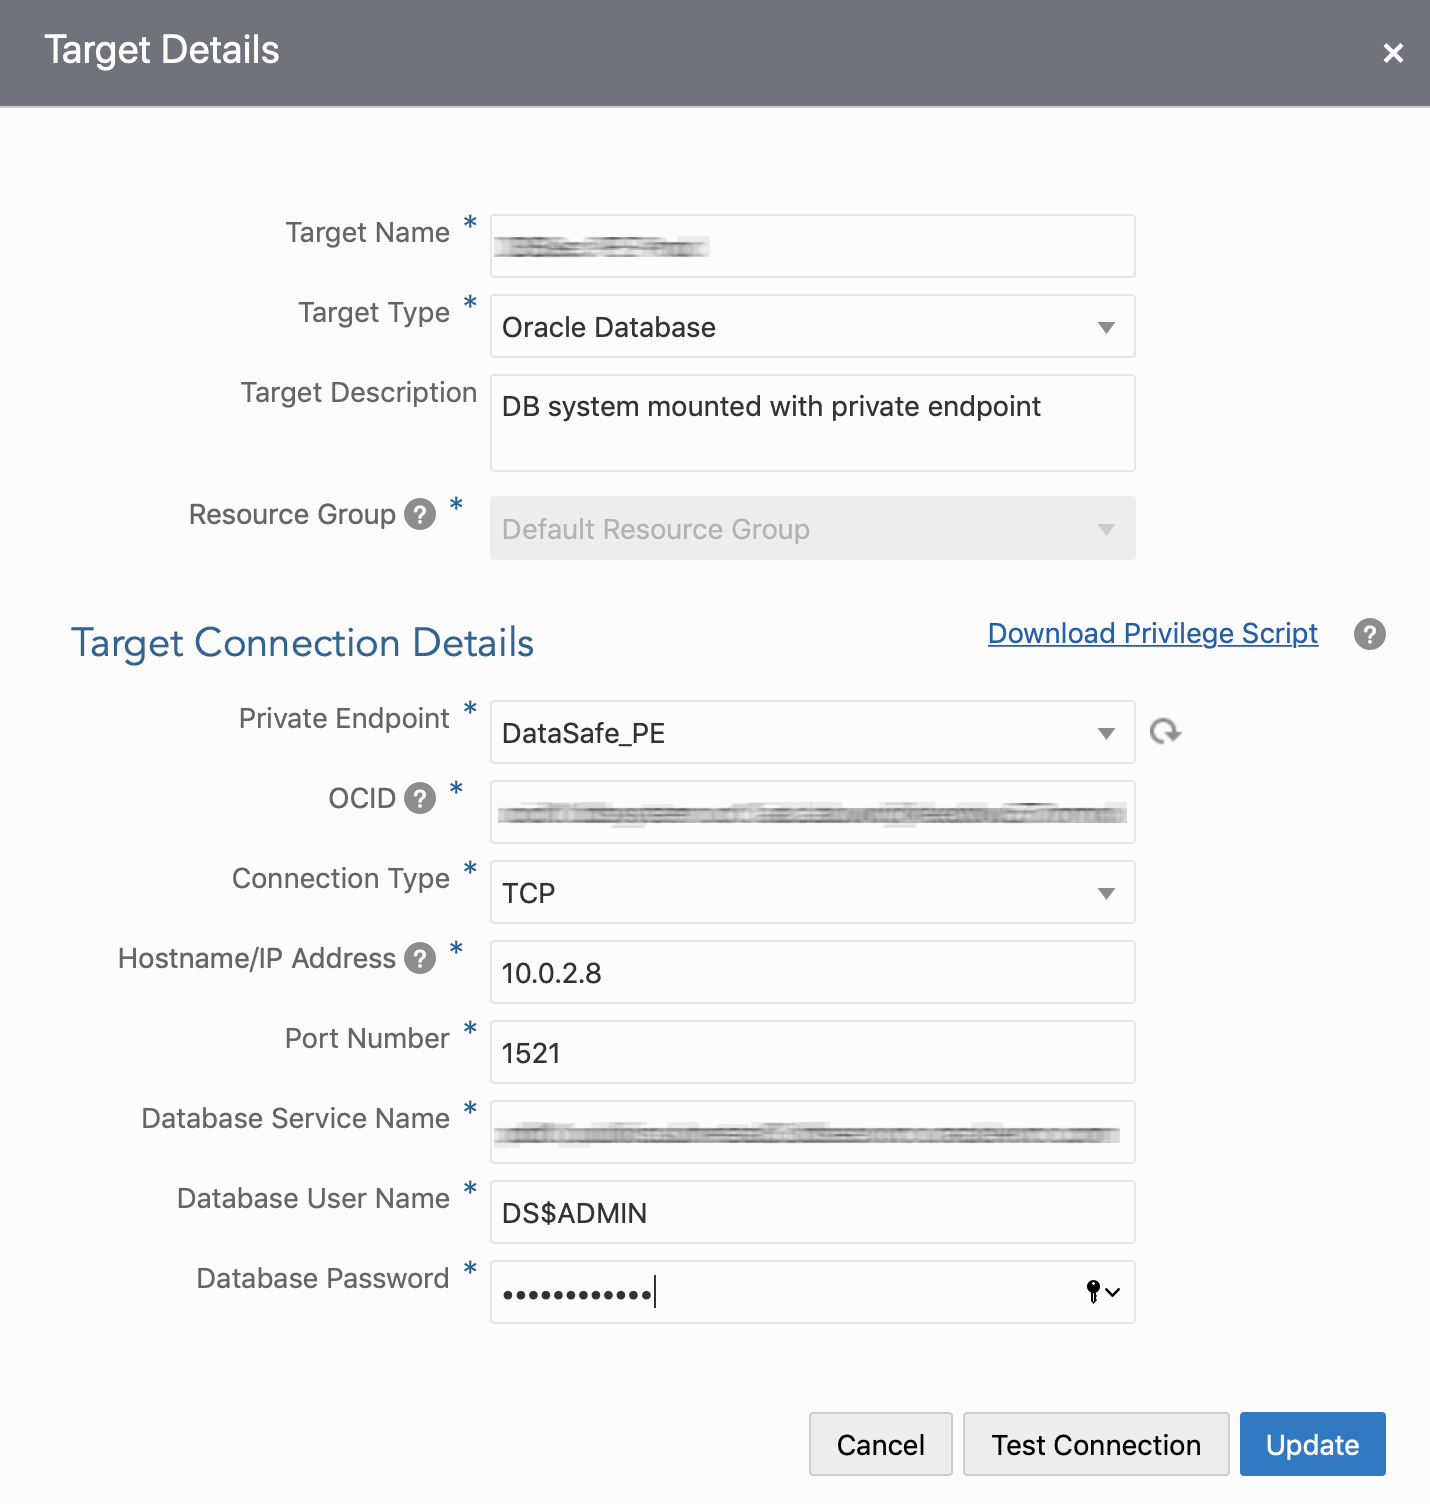 Target Details
Target Name *
Target Type * Oracle Database
Target Description DB system mounted with private endpoint
Resource Group ? * Default Resource Group
Target Connection Details Download Privilege Script ?
Private Endpoint * DataSafe_PE
OCID ? *
Connection Type * TCP
Hostname/IP Address ? * 10.0.2.8
Port Number * 1521
Database Service Name *
Database User Name * DS$ADMIN
Database Password * ••••••••••••
Cancel Test Connection Update